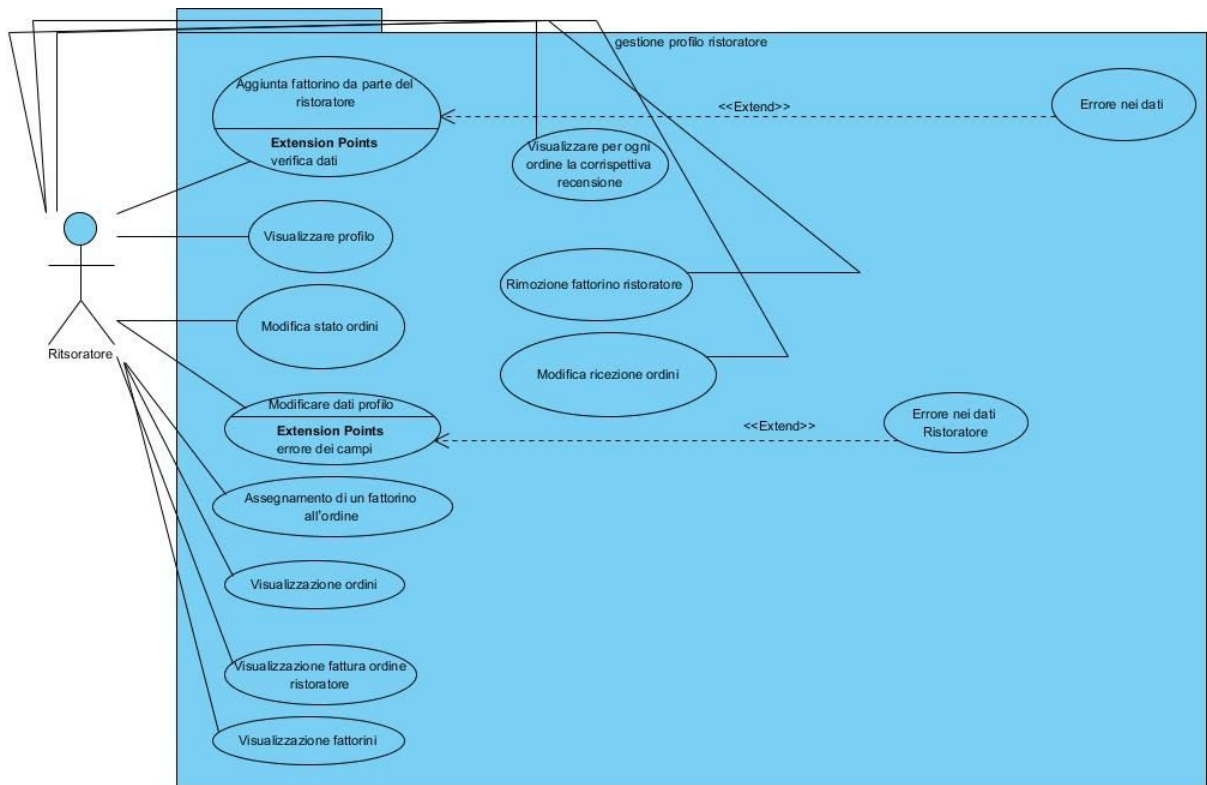 gestione profilo ristoratore
Aggiunta fattorino da parte del
ristoratore
Extension Points
verifica dati
<<Extend>>
Errore nei dati
Visualizzare per ogni
ordine la corrispettiva
recensione
Visualizzare profilo
Rimozione fattorino ristoratore
Modifica stato ordini
Ritsoratore
Modifica ricezione ordini
Modificare dati profilo
Extension Points
errore dei campi
<<Extend>>
Errore nei dati
Ristoratore
Assegnamento di un fattorino
all'ordine
Visualizzazione ordini
Visualizzazione fattura ordine
ristoratore
Visualizzazione fattorini